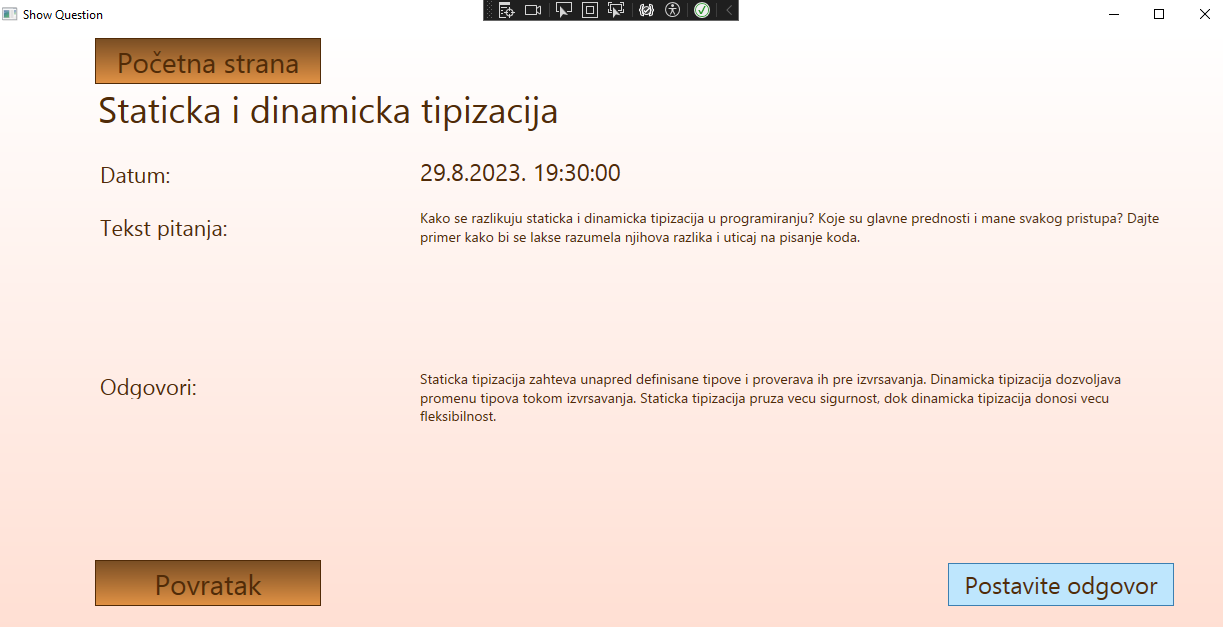 Show Question
Početna strana
Staticka i dinamicka tipizacija
Datum:
29.8.2023. 19:30:00
Tekst pitanja:
Kako se razlikuju staticka i dinamicka tipizacija u programiranju? Koje su glavne prednosti i mane svakog pristupa? Dajte
primer kako bi se lakse razumela njihova razlika i uticaj na pisanje koda.
Odgovori:
Staticka tipizacija zahteva unapred definisane tipove i proverava ih pre izvrsavanja. Dinamicka tipizacija dozvoljava
promenu tipova tokom izvrsavanja. Staticka tipizacija pruza vecu sigurnost, dok dinamicka tipizacija donosi vecu
fleksibilnost.
Povratak
Postavite odgovor